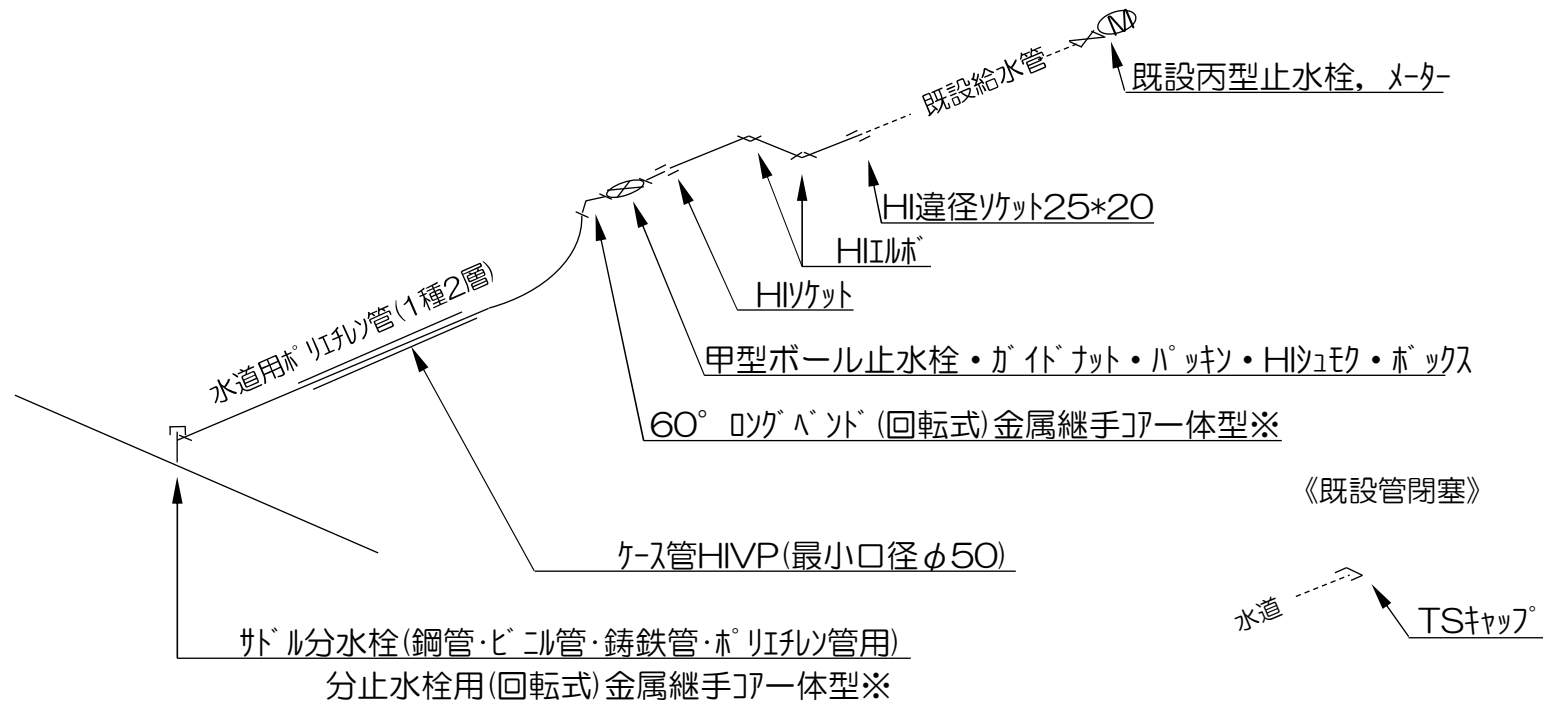 M
既設給水管
既設丙型止水栓，ﾒｰﾀｰ
HI違径ｿｹｯﾄ25*20
HIｴﾙﾎﾞ
HIｿｹｯﾄ
水道用ﾎﾟﾘｴﾁﾚﾝ管(1種2層)
甲型ボール止水栓・ｶﾞｲﾄﾞﾅｯﾄ・ﾊﾟｯｷﾝ・HIｼｭﾓｸ・ﾎﾞｯｸｽ
60°ﾛﾝｸﾞﾍﾞﾝﾄﾞ(回転式)金属継手ｺｱ一体型※
《既設管閉塞》
ｹｰｽ管HIVP(最小口径φ50)
水道
TSｷｬｯﾌﾟ
ｻﾄﾞﾙ分水栓(鋼管･ﾋﾞﾆﾙ管･鋳鉄管･ﾎﾟﾘｴﾁﾚﾝ管用)
分止水栓用(回転式)金属継手ｺｱ一体型※